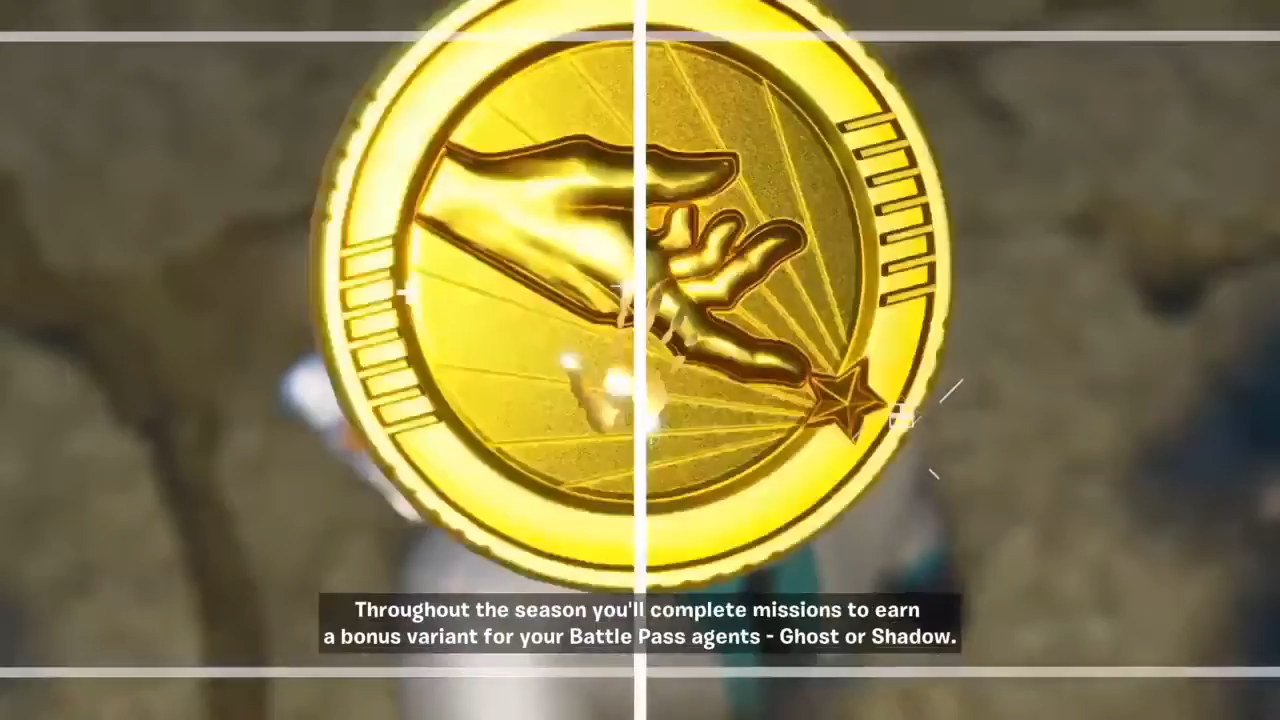 Throughout the season you'll complete missions to earn
a bonus variant for your Battle Pass agents - Ghost or Shadow.